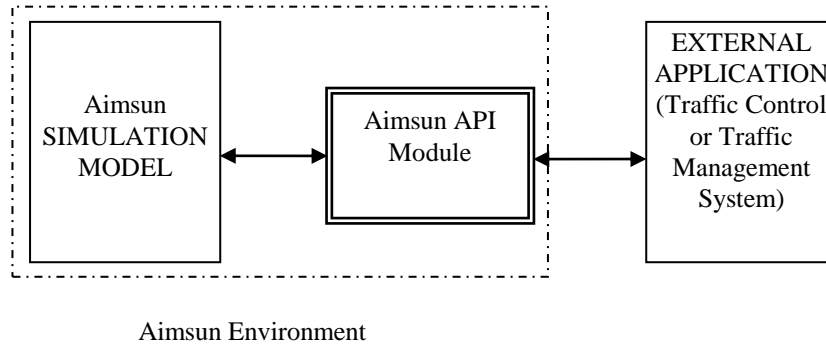 Aimsun
SIMULATION
MODEL
Aimsun API
Module
EXTERNAL
APPLICATION
(Traffic Control
or Traffic
Management
System)
Aimsun Environment